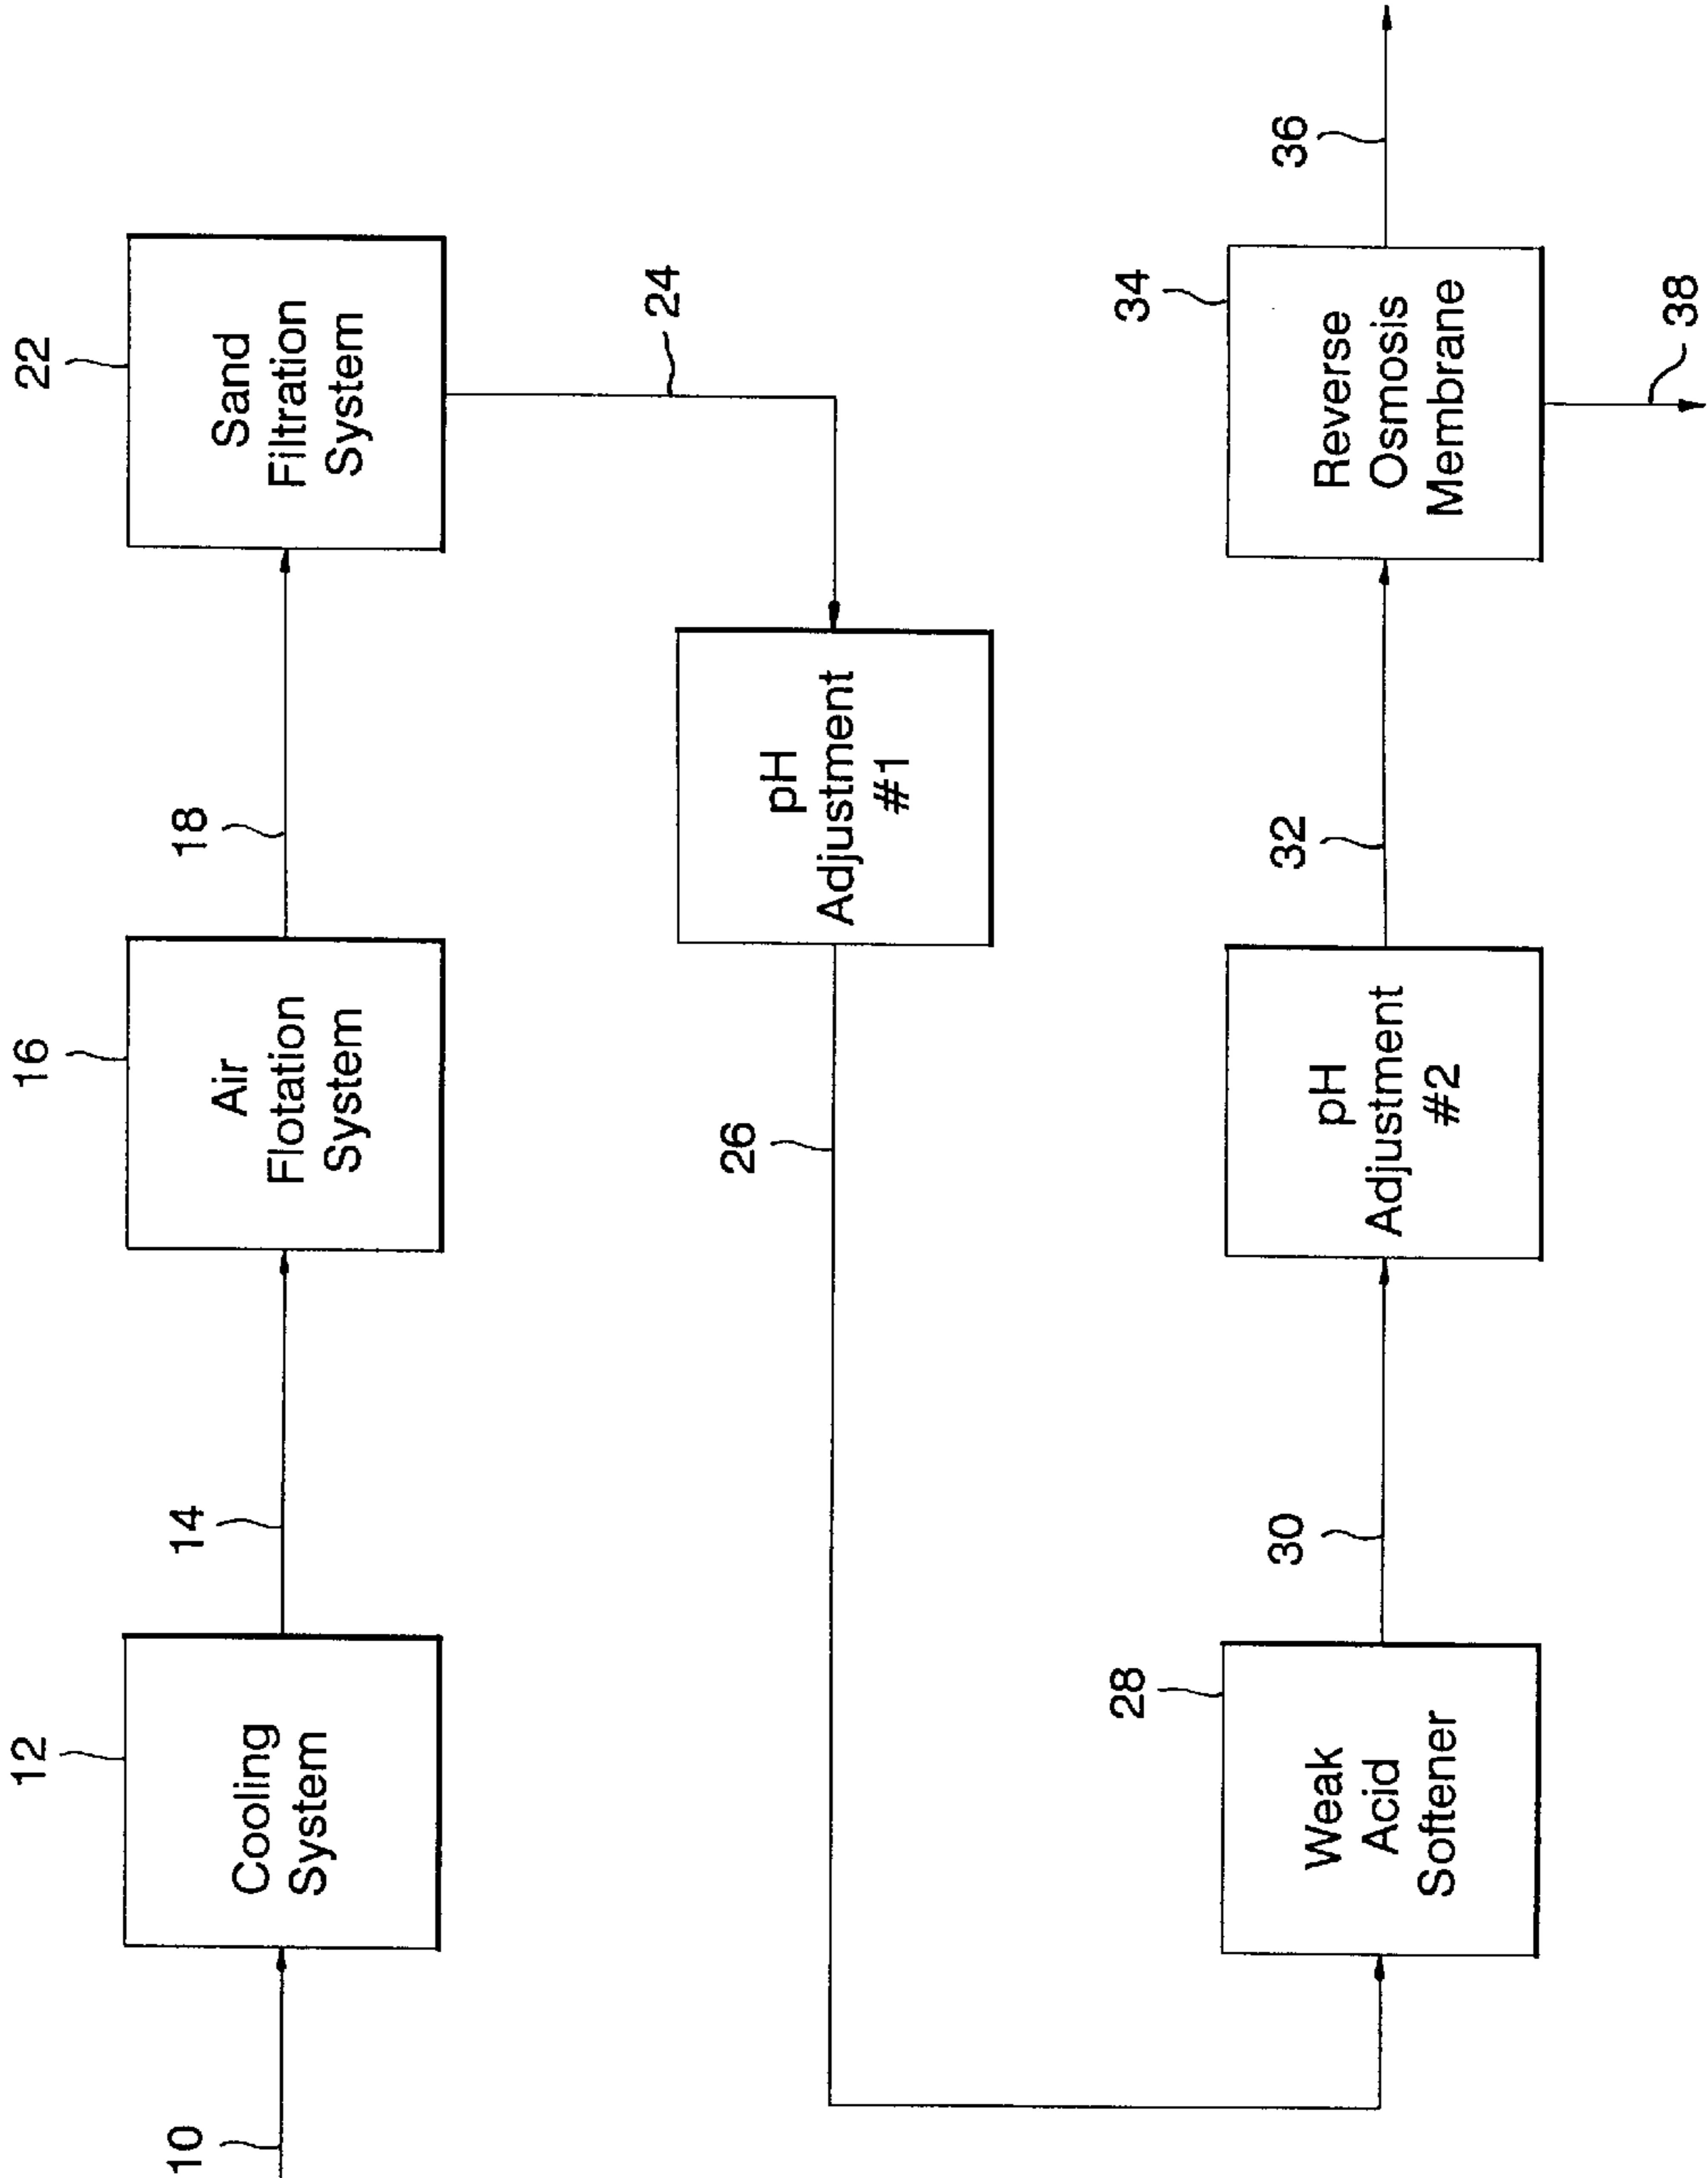 10
12
Cooling
System
14
16
Air
Flotation
System
18
22
Sand
Filtration
System
24
pH
Adjustment
#1
26
28
Weak
Acid
Softener
30
pH
Adjustment
#2
32
34
Reverse
Osmosis
Membrane
36
38